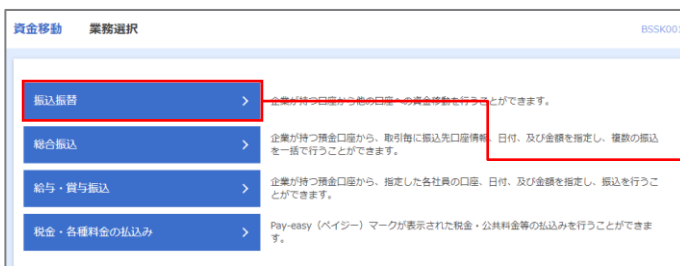 資金移動 業務選択 BSSK001
振込振替
企業が持つ口座から他の口座への資金移動を行うことができます。
総合振込
企業が持つ預金口座から、取引毎に振込先口座情報、日付、及び金額を指定し、複数の振込
を一括で行うことができます。
給与・賞与振込
企業が持つ預金口座から、指定した各社員の口座、日付、及び金額を指定し、振込を行うこ
とができます。
税金・各種料金の払込み
Pay-easy（ペイジー）マークが表示された税金・公共料金等の払込みを行うことができま
す。